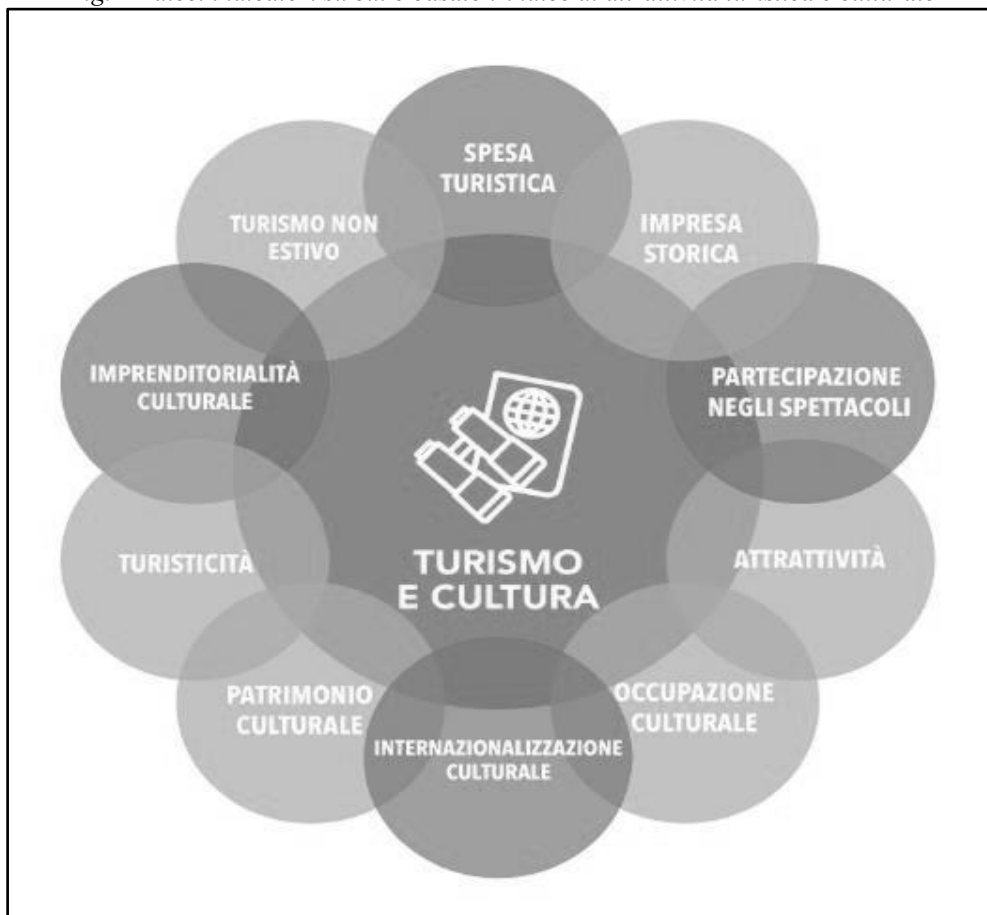 SPESA
TURISTICA
TURISMO NON
ESTIVO
IMPRESA
STORICA
IMPRENDITORIALITÀ
CULTURALE
PARTECIPAZIONE
NEGLI SPETTACOLI
TURISTICITÀ
TURISMO
E CULTURA
ATTRATTIVITÀ
PATRIMONIO
CULTURALE
OCCUPAZIONE
CULTURALE
INTERNAZIONALIZZAZIONE
CULTURALE